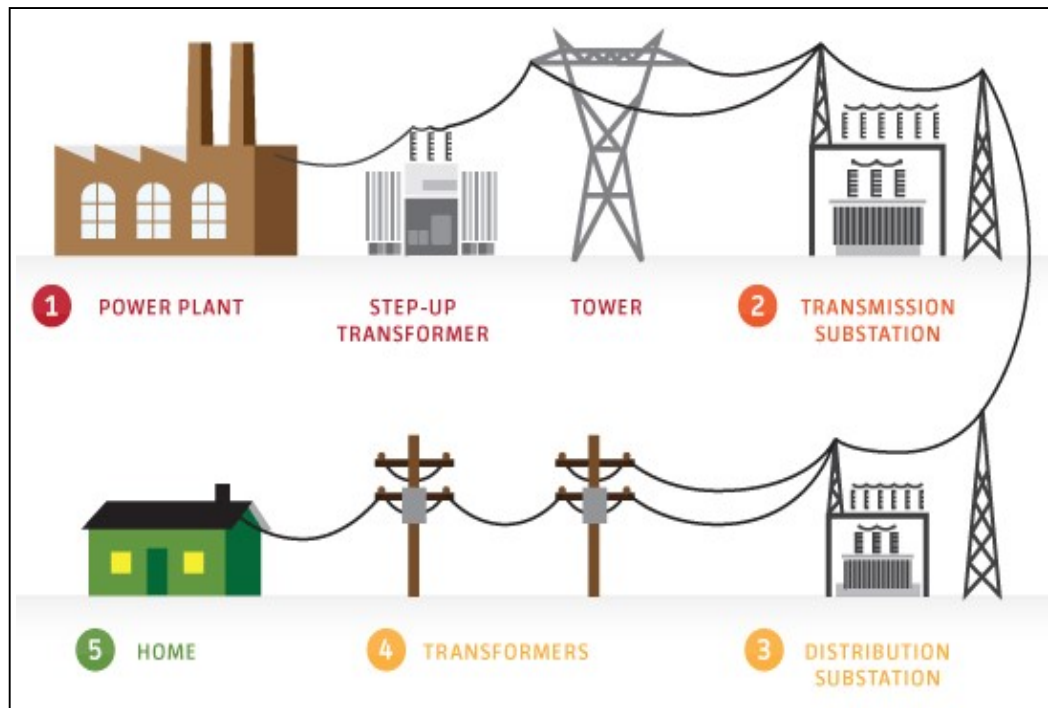 1 POWER PLANT
STEP-UP
TRANSFORMER
TOWER
2 TRANSMISSION
SUBSTATION
5 HOME
4 TRANSFORMERS
3 DISTRIBUTION
SUBSTATION